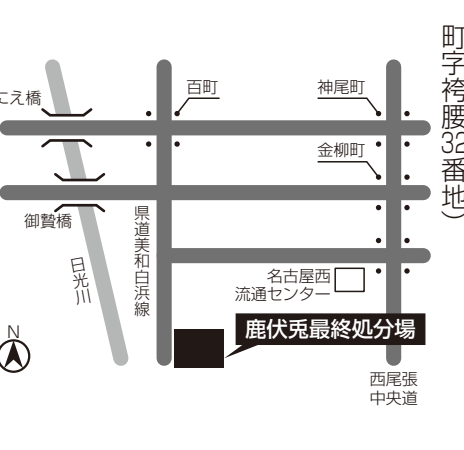 町字袴腰32番地)
こえ橋
百町
神尾町
金柳町
御贄橋
県道美和白浜線
日光川
名古屋西
流通センター
鹿伏兎最終処分場
西尾張
中央道
N